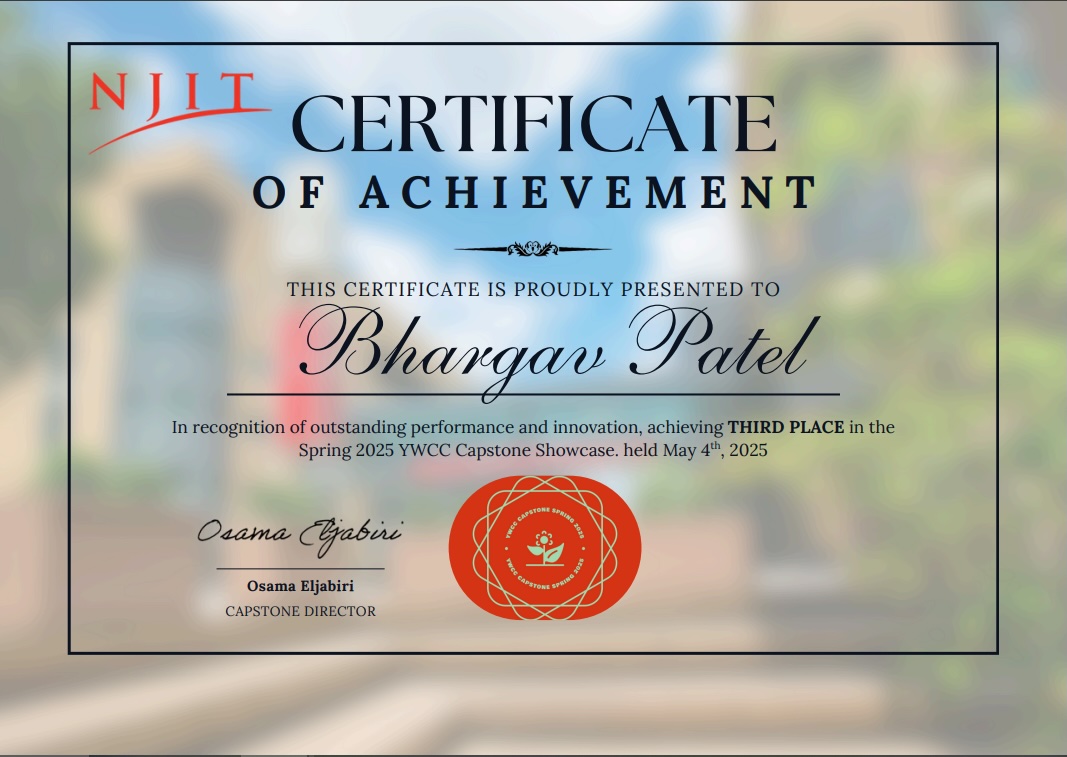 NJIT
CERTIFICATE
OF ACHIEVEMENT
THIS CERTIFICATE IS PROUDLY PRESENTED TO
Bhargav Patel
In recognition of outstanding performance and innovation, achieving THIRD PLACE in the
Spring 2025 YWCC Capstone Showcase. held May 4th, 2025
Osama Eljabiri
Osama Eljabiri
CAPSTONE DIRECTOR
YWCC CAPSTONE SPRING 2025
YWCC CAPSTONE SPRING 2025